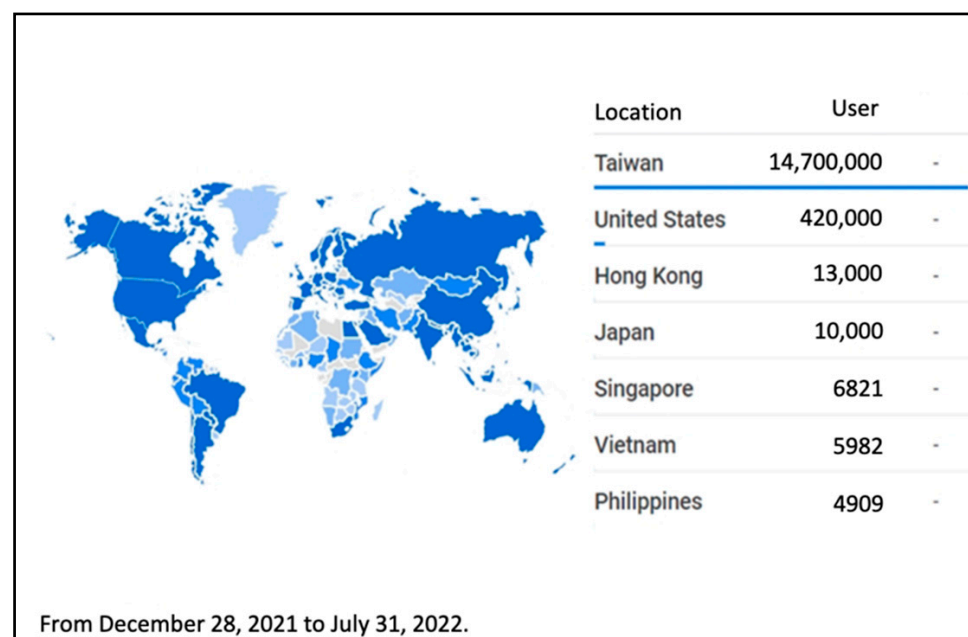 Location User
Taiwan 14,700,000 -
United States 420,000 -
Hong Kong 13,000 -
Japan 10,000 -
Singapore 6821 -
Vietnam 5982 -
Philippines 4909 -
From December 28, 2021 to July 31, 2022.